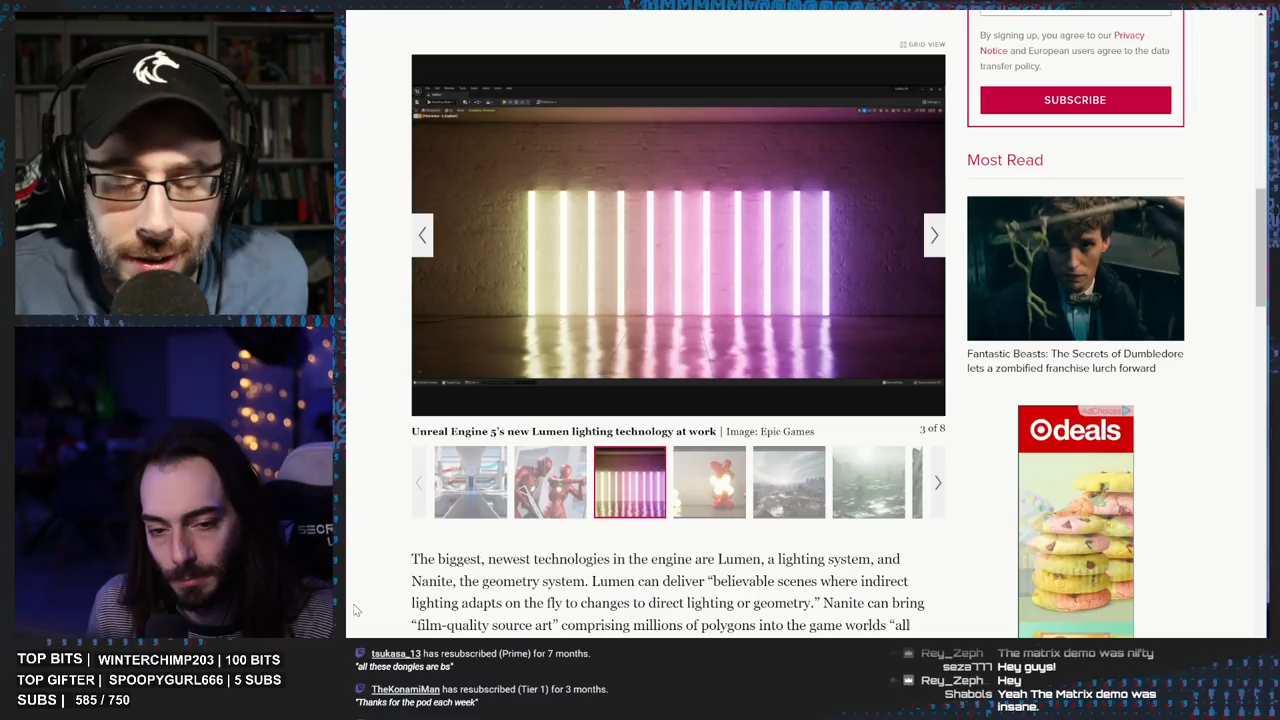 GRID VIEW
Unreal Engine 5's new Lumen lighting technology at work | Image: Epic Games
3 of 8
The biggest, newest technologies in the engine are Lumen, a lighting system, and
Nanite, the geometry system. Lumen can deliver “believable scenes where indirect
lighting adapts on the fly to changes to direct lighting or geometry.” Nanite can bring
“film-quality source art” comprising millions of polygons into the game worlds “all
By signing up, you agree to our Privacy
Notice and European users agree to the data
transfer policy.
SUBSCRIBE
Most Read
Fantastic Beasts: The Secrets of Dumbledore
lets a zombified franchise lurch forward
AdChoices
deals
SECRE
TOP BITS | WINTERCHIMP203 | 100 BITS
TOP GIFTER | SPOOPYGURL666 | 5 SUBS
SUBS | 585 / 750
tsukasa_13 has resubscribed (Prime) for 7 months.
"all these dongles are bs"
TheKonamiMan has resubscribed (Tier 1) for 3 months.
"Thanks for the pod each week"
Rey_Zeph The matrix demo was nifty
seza777 Hey guys!
Rey_Zeph Hey
Shabols Yeah The Matrix demo was
insane.